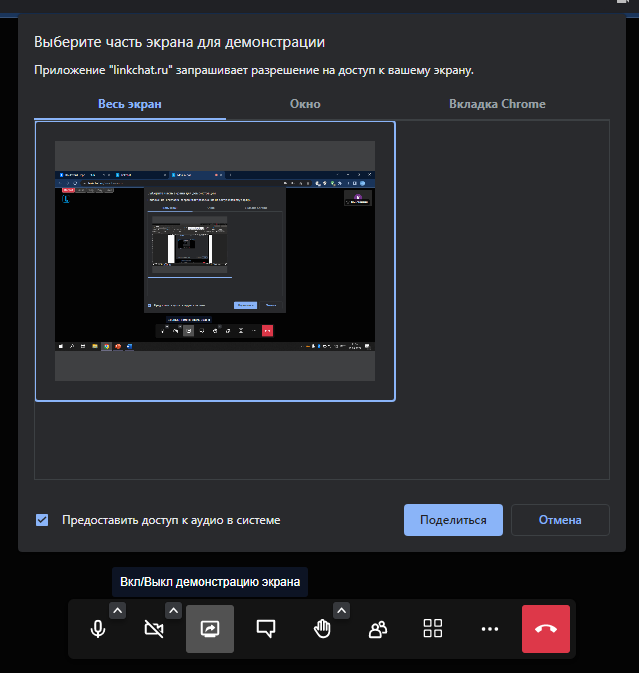 Выберите часть экрана для демонстрации
Приложение "linkchat.ru" запрашивает разрешение на доступ к вашему экрану.
Весь экран
Окно
Вкладка Chrome
Предоставить доступ к аудио в системе
Поделиться
Отмена
Вкл/Выкл демонстрацию экрана